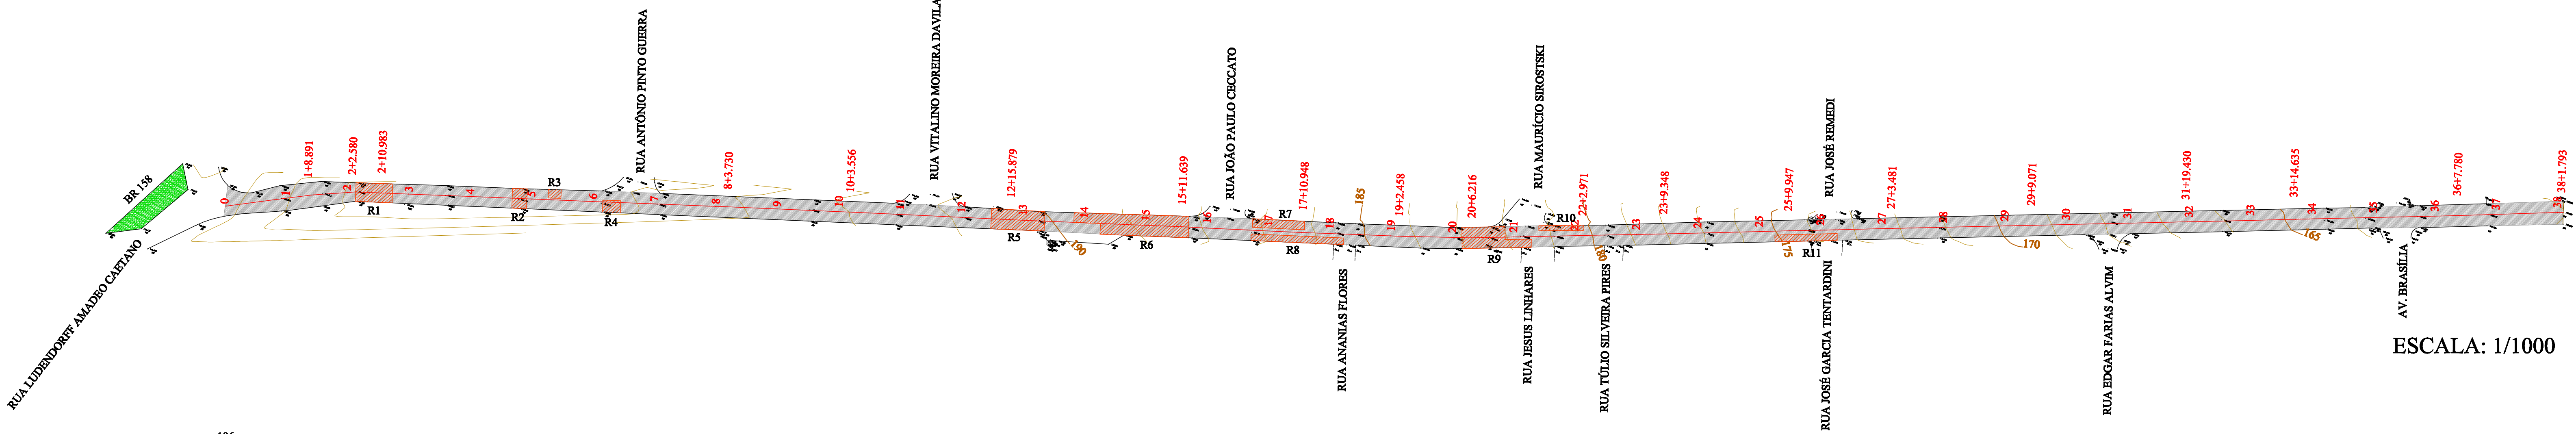 BR 158
RUA LUDENDORFF AMADEO CAETANO
RUA ANTÔNIO PINTO GUERRA
RUA VITALINO MOREIRA DAVILA
RUA JOÃO PAULO CECCATO
RUA MAURÍCIO SIROSTSKI
RUA JOSÉ REMEDI
1+8.891
2+2.580
2+10.983
8+3.730
10+3.556
12+15.879
15+11.639
17+10.948
19+2.458
20+6.216
22+2.971
23+9.348
25+9.947
27+3.481
29+9.071
31+19.430
33+14.635
36+7.780
38+1.793
0 1 2 3 4 5 6 7 8 9 10 11 12 13 14 15 16 17 18 19 20 21 22 23 24 25 26 27 28 29 30 31 32 33 34 35 36 37 38
R1
R2
R3
R4
R5
R6
R7
R8
R9
R10
R11
190
185
180
175
170
165
RUA ANANIAS FLORES
RUA JESUS LINHARES
RUA TÚLIO SILVEIRA PIRES
RUA JOSÉ GARCIA TENTARDINI
RUA EDGAR FARIAS ALVIM
AV. BRASÍLIA
ESCALA: 1/1000